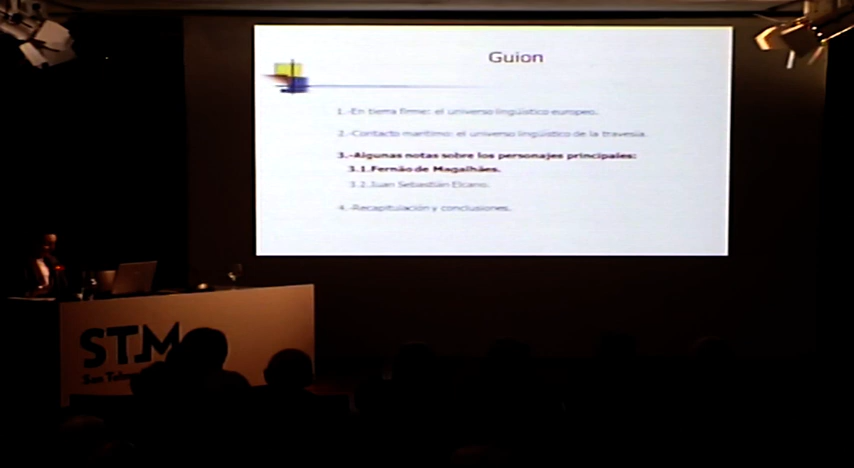 Guion
1.-En tierra firme: el universo lingüístico europeo.
2.-Contacto marítimo: el universo lingüístico de la travesía.
3.-Algunas notas sobre los personajes principales:
3.1.Fernão de Magalhães.
3.2.Juan Sebastián Elcano.
4.-Recapitulación y conclusiones.
STM
San